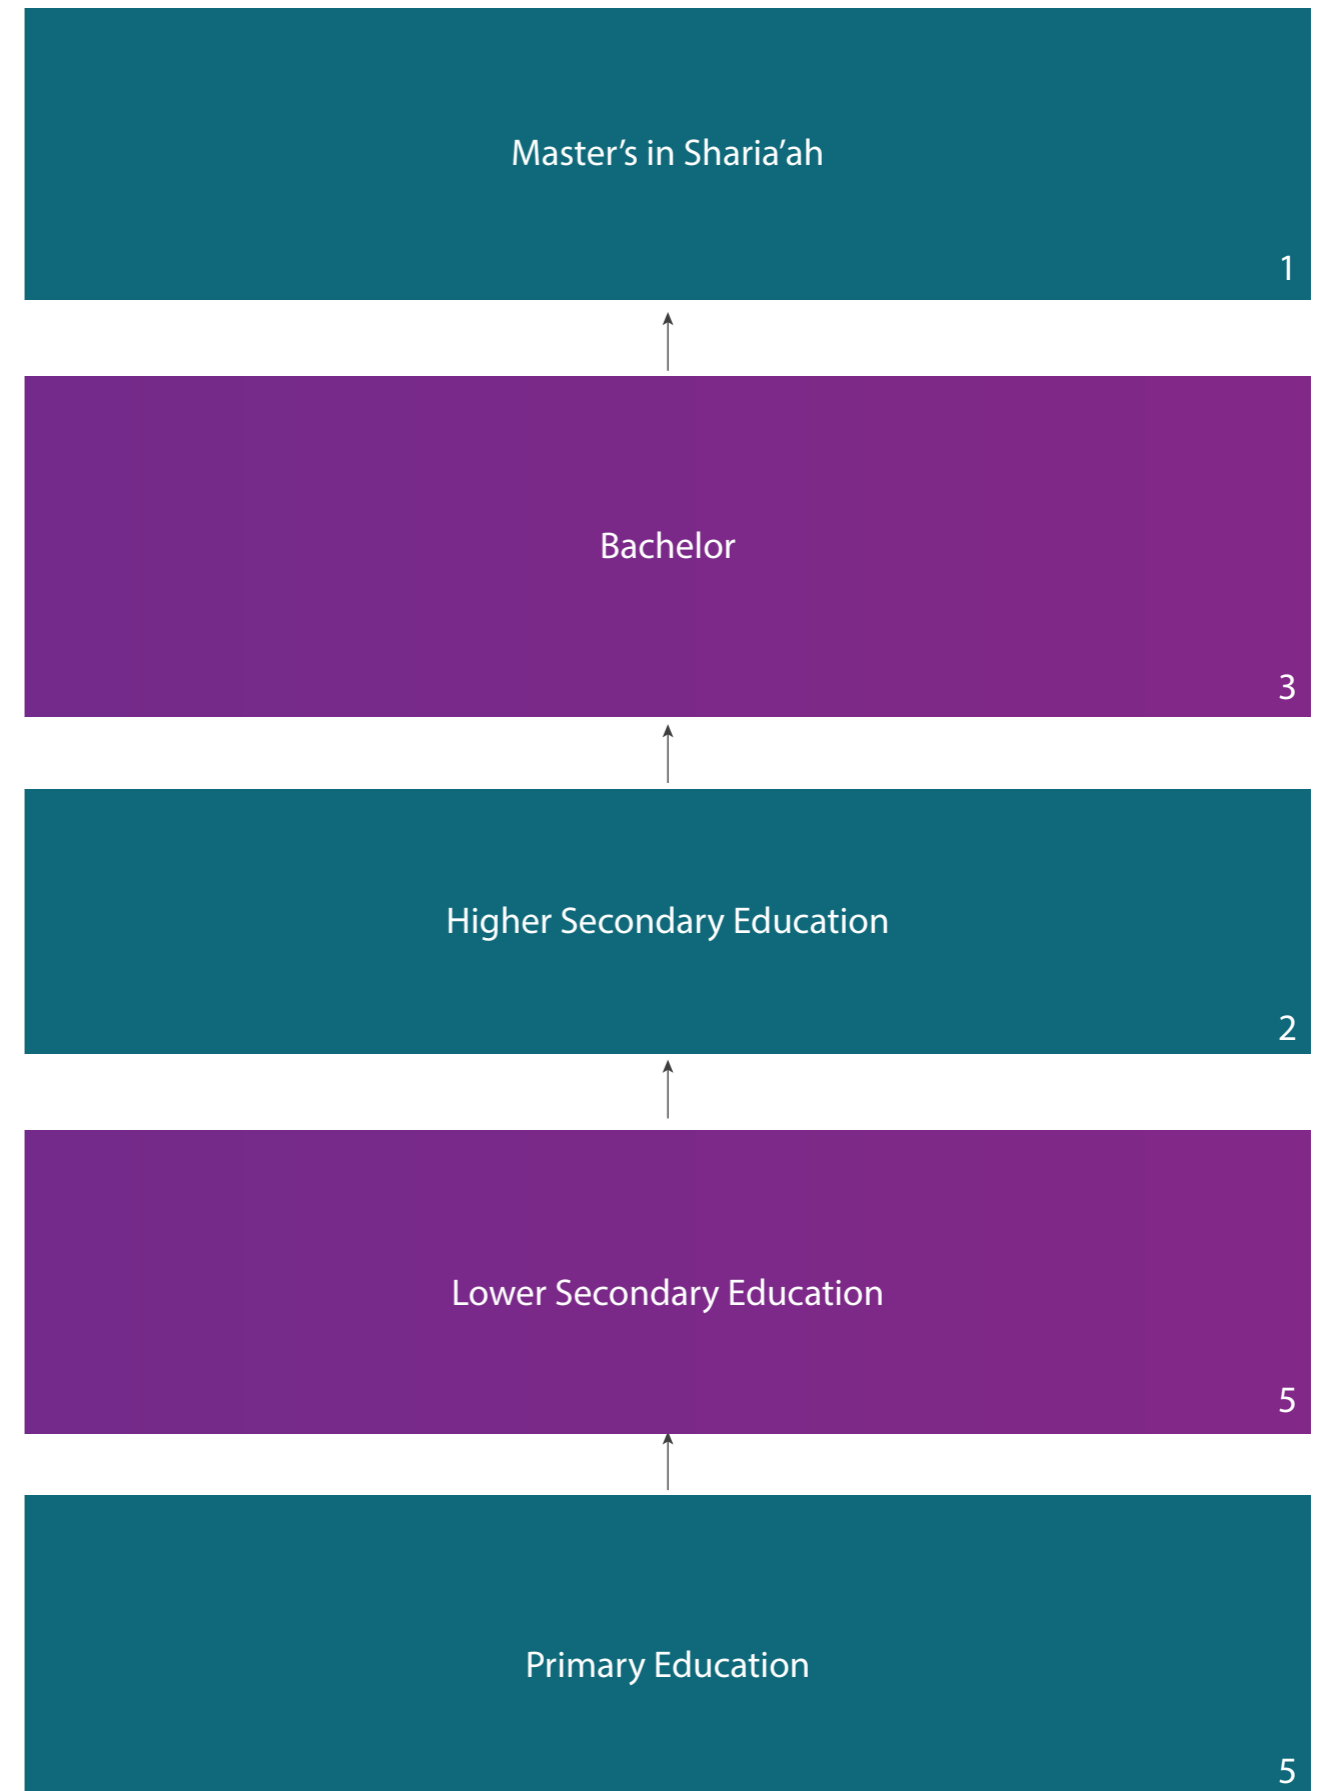 Master’s in Sharia’ah
1
Bachelor
3
Higher Secondary Education
2
Lower Secondary Education
5
Primary Education
5